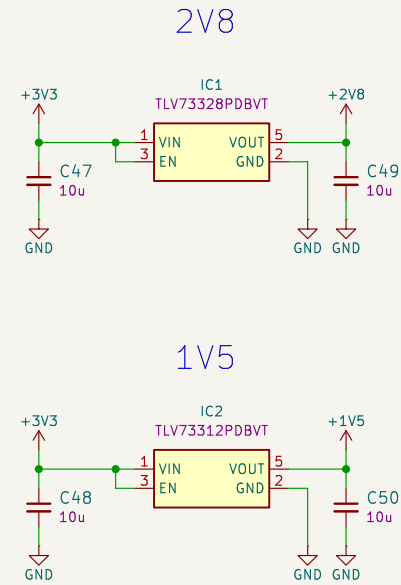 2V8
IC1
+3V3 TLV73328PDBVT +2V8
1 VIN VOUT 5
3 EN GND 2
C47 C49
10u 10u
GND GND GND
1V5
IC2
+3V3 TLV73312PDBVT +1V5
1 VIN VOUT 5
3 EN GND 2
C48 C50
10u 10u
GND GND GND